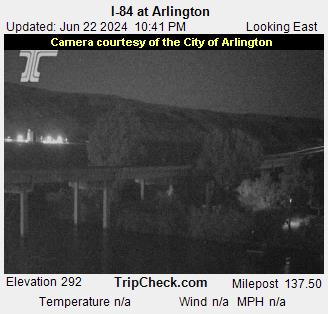 I-84 at Arlington
Updated: Jun 22 2024 10:41 PM Looking East
Camera courtesy of the City of Arlington
Elevation 292 TripCheck.com Milepost 137.50
Temperature n/a Wind n/a MPH n/a